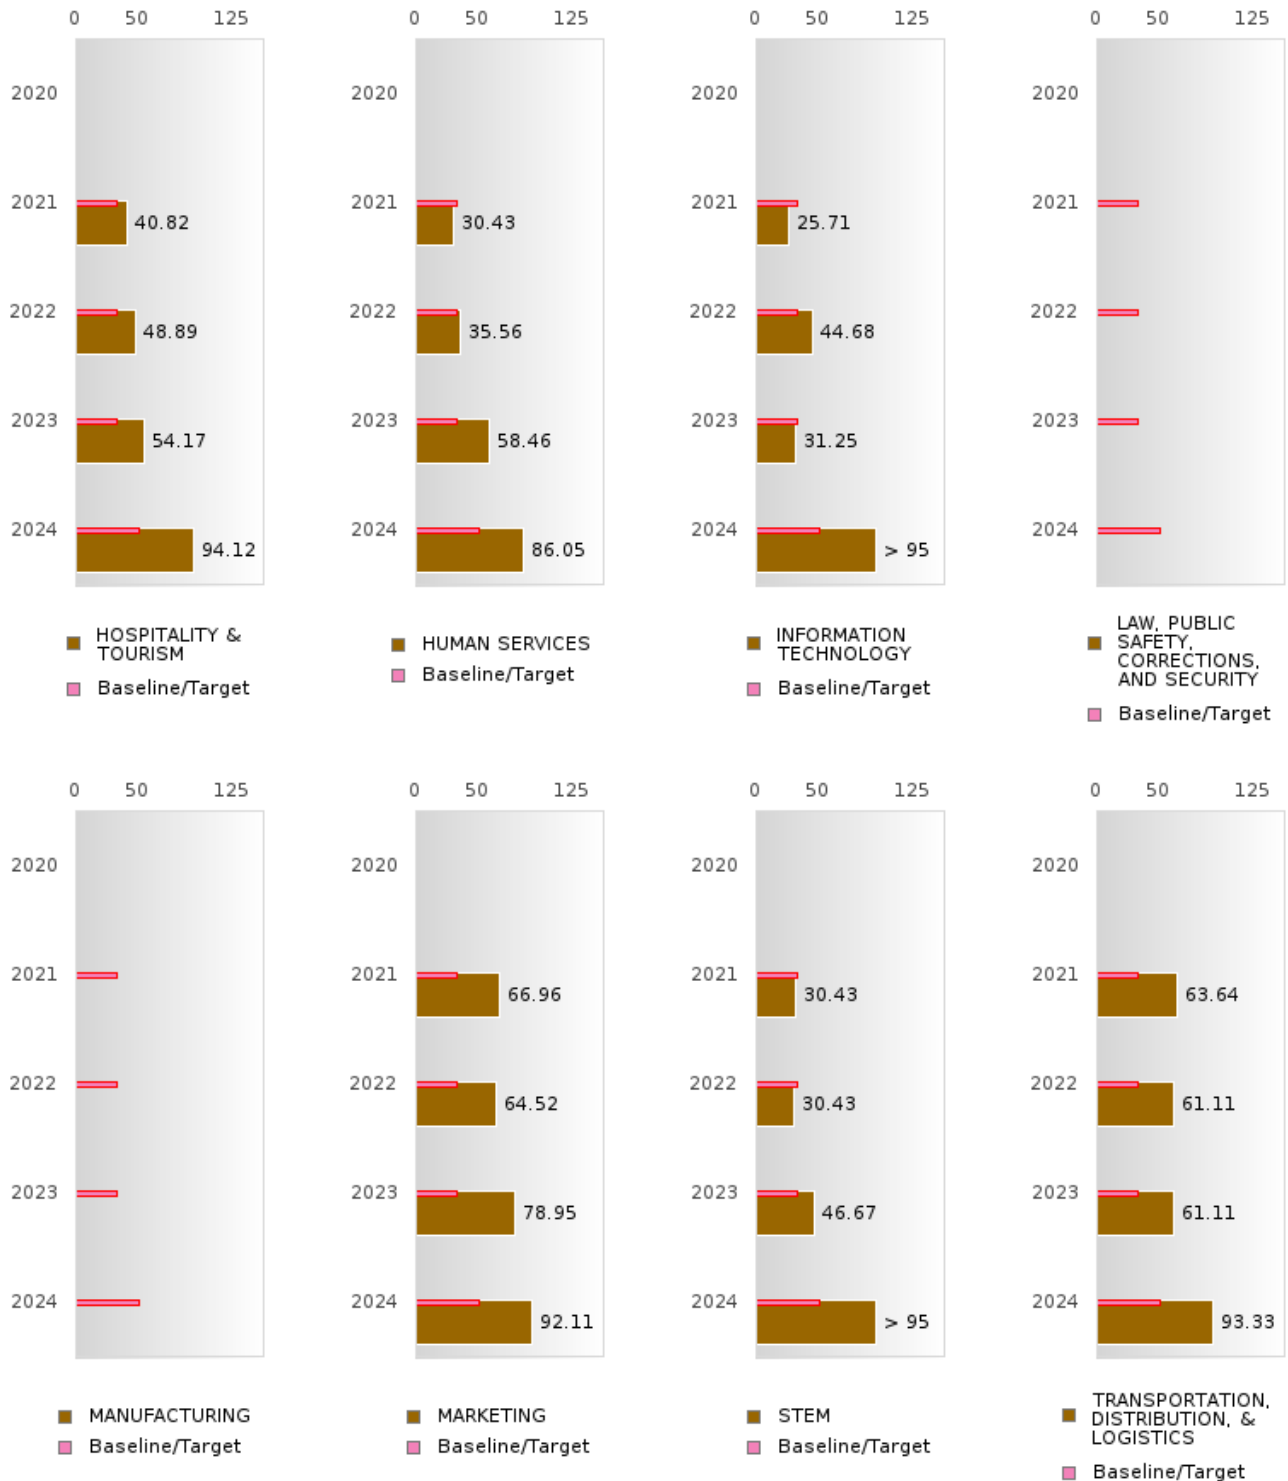 0 50 125 0 50 125 0 50 125 0 50 125
2020 2020 2020 2020
2021 2021 2021 2021
40.82 30.43 25.71
2022 2022 2022 2022
48.89 35.56 44.68
2023 2023 2023 2023
54.17 58.46 31.25
2024 2024 2024 2024
94.12 86.05 > 95
HOSPITALITY &
TOURISM
Baseline/Target
HUMAN SERVICES
Baseline/Target
INFORMATION
TECHNOLOGY
Baseline/Target
LAW, PUBLIC
SAFETY,
CORRECTIONS,
AND SECURITY
Baseline/Target
0 50 125 0 50 125 0 50 125 0 50 125
2020 2020 2020 2020
2021 2021 2021 2021
66.96 30.43 63.64
2022 2022 2022 2022
64.52 30.43 61.11
2023 2023 2023 2023
78.95 46.67 61.11
2024 2024 2024 2024
92.11 > 95 93.33
MANUFACTURING
Baseline/Target
MARKETING
Baseline/Target
STEM
Baseline/Target
TRANSPORTATION,
DISTRIBUTION, &
LOGISTICS
Baseline/Target